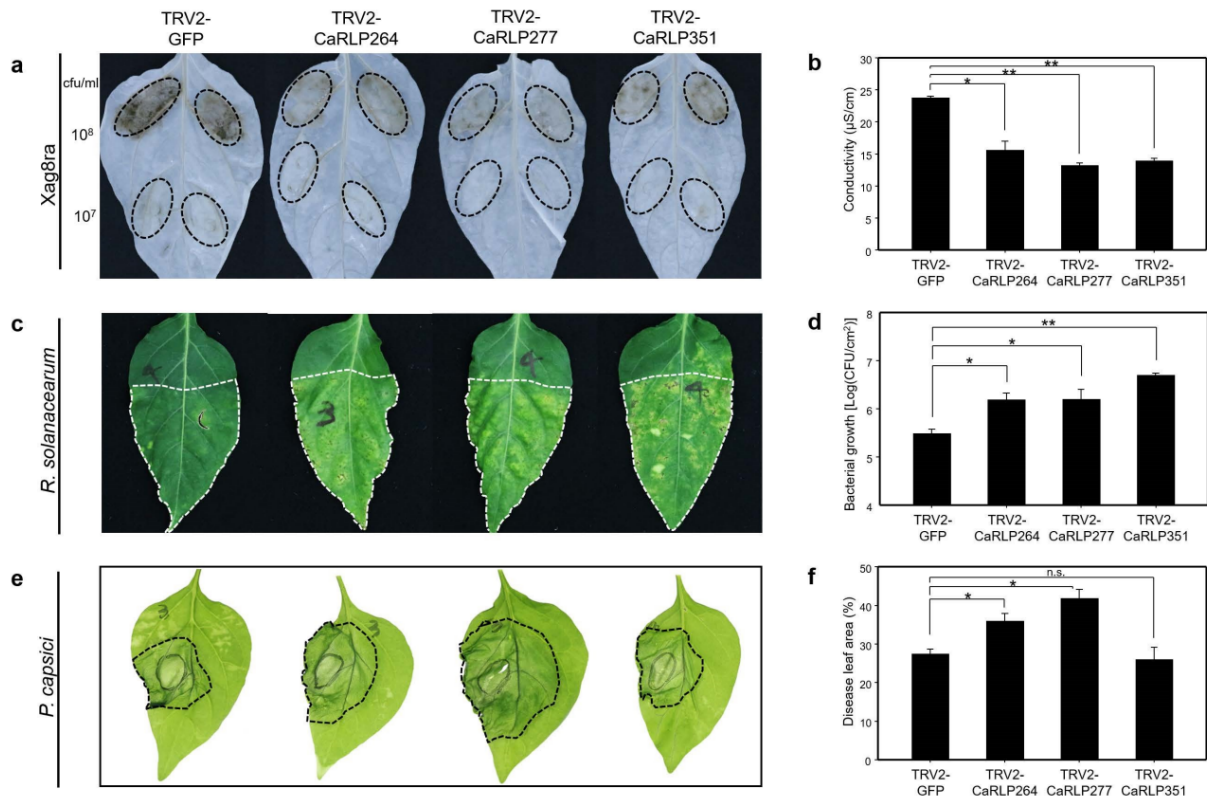 TRV2-
GFP
TRV2-
CaRLP264
TRV2-
CaRLP277
TRV2-
CaRLP351
a
cfu/ml
10⁸
10⁷
Xag8ra
b
Conductivity (µS/cm)
30
25
20
15
10
5
0
*
**
**
TRV2-
GFP
TRV2-
CaRLP264
TRV2-
CaRLP277
TRV2-
CaRLP351
c
R. solanacearum
3
4
4
d
Bacterial growth [Log(CFU/cm²)]
8
7
6
5
4
*
*
**
TRV2-
GFP
TRV2-
CaRLP264
TRV2-
CaRLP277
TRV2-
CaRLP351
e
P. capsici
3
3
f
Disease leaf area (%)
50
40
30
20
10
0
*
*
n.s.
TRV2-
GFP
TRV2-
CaRLP264
TRV2-
CaRLP277
TRV2-
CaRLP351